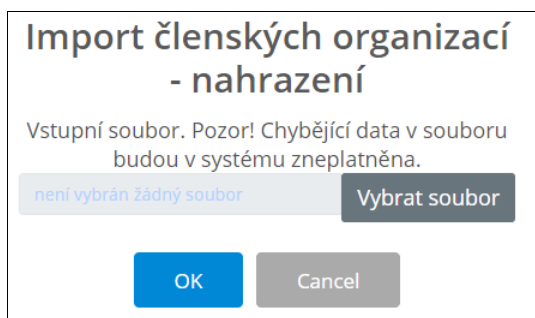 Import členských organizací
- nahrazení
Vstupní soubor. Pozor! Chybějící data v souboru
budou v systému zneplatněna.
není vybrán žádný soubor
Vybrat soubor
OK
Cancel